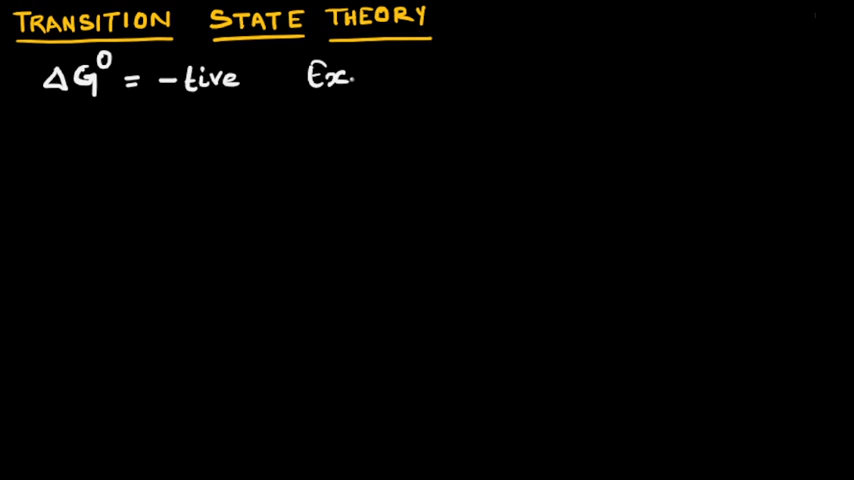 TRANSITION STATE THEORY
ΔG⁰ = -tive Ex.